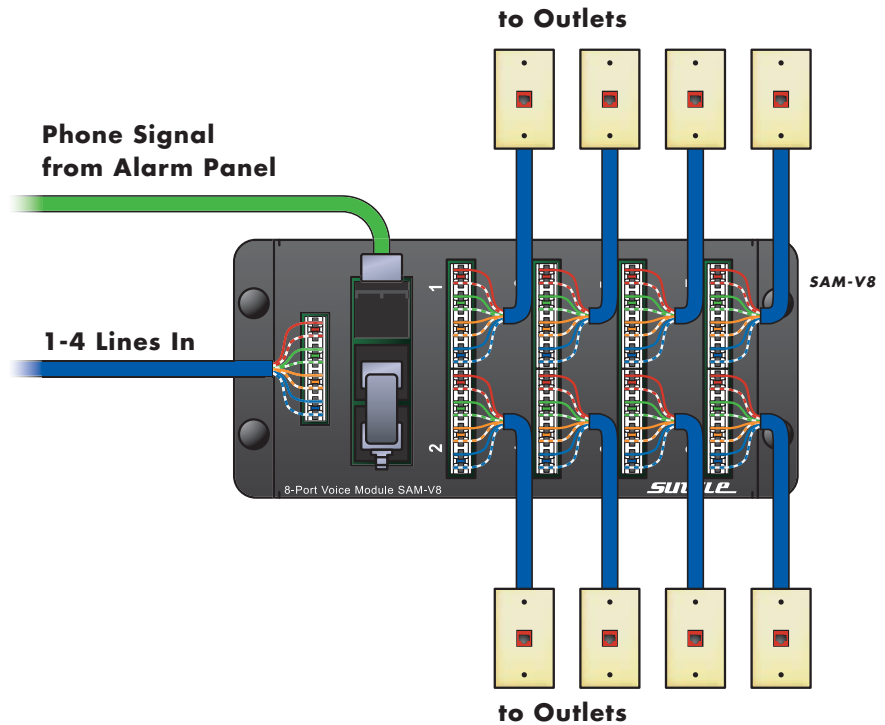 to Outlets
Phone Signal
from Alarm Panel
SAM-V8
1
1-4 Lines In
2
8-Port Voice Module SAM-V8
to Outlets